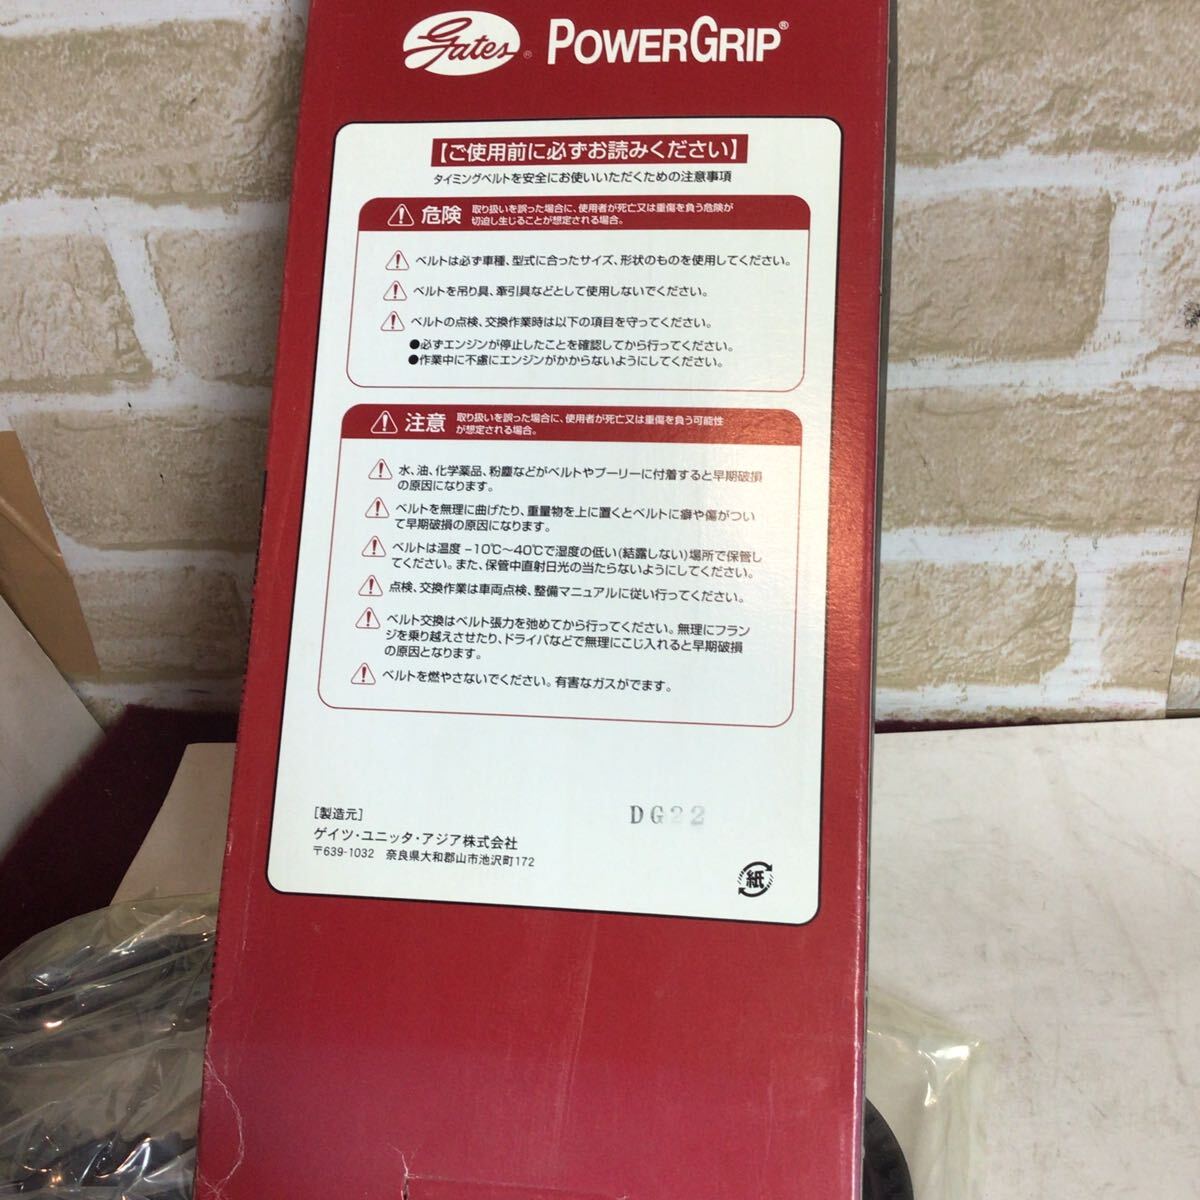 Gates® POWERGRIP®
【ご使用前に必ずお読みください】
タイミングベルトを安全にお使いいただくための注意事項
危険 取り扱いを誤った場合に、使用者が死亡又は重傷を負う危険が
切迫し生じることが想定される場合。
ベルトは必ず車種、型式に合ったサイズ、形状のものを使用してください。
ベルトを吊り具、牽引具などとして使用しないでください。
ベルトの点検、交換作業時は以下の項目を守ってください。
●必ずエンジンが停止したことを確認してから行ってください。
●作業中に不慮にエンジンがかからないようにしてください。
注意 取り扱いを誤った場合に、使用者が死亡又は重傷を負う可能性
が想定される場合。
水、油、化学薬品、粉塵などがベルトやプーリーに付着すると早期破損
の原因になります。
ベルトを無理に曲げたり、重量物を上に置くとベルトに癖や傷がつい
て早期破損の原因になります。
ベルトは温度 −10℃〜40℃で湿度の低い(結露しない)場所で保管し
てください。また、保管中直射日光の当たらないようにしてください。
点検、交換作業は車両点検、整備マニュアルに従い行ってください。
ベルト交換はベルト張力を弛めてから行ってください。無理にフラン
ジを乗り越えさせたり、ドライバなどで無理にこじ入れると早期破損
の原因となります。
ベルトを燃やさないでください。有害なガスがでます。
[製造元]
DG22
ゲイツ・ユニッタ・アジア株式会社
〒639-1032 奈良県大和郡山市池沢町172
紙